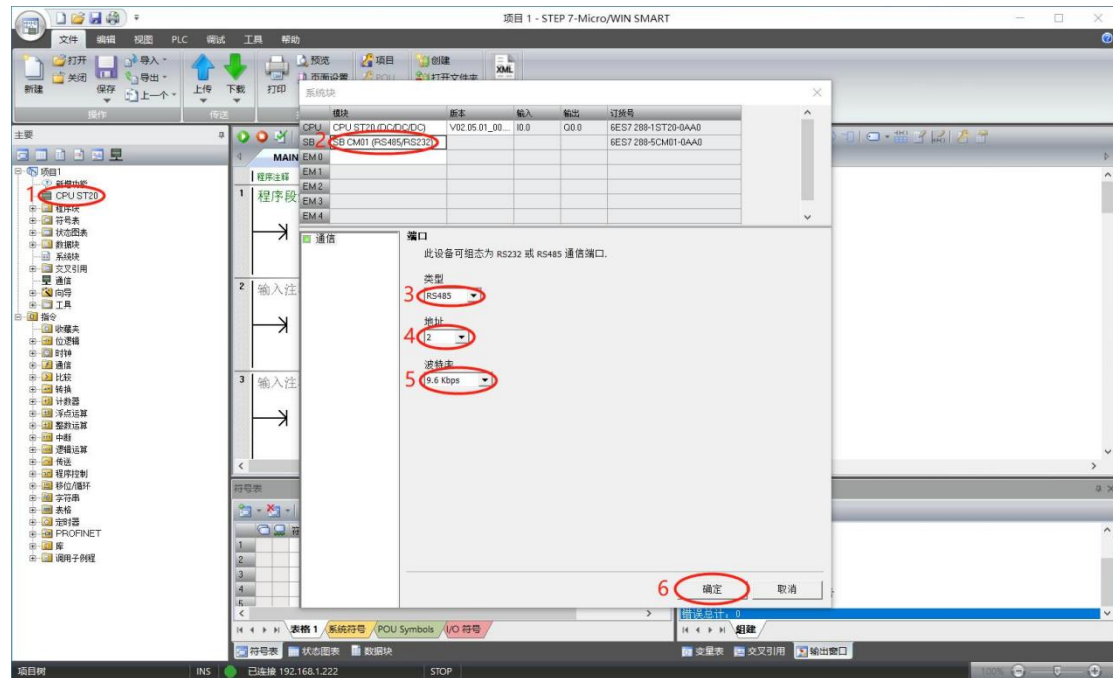 项目 1 - STEP 7-Micro/WIN SMART
文件 编辑 视图 PLC 调试 工具 帮助
新建
打开
关闭
保存
导入
导出
上一个
上传
下载
打印
预览
页面设置
项目
POU
创建
打开文件夹
XML
操作
传送
主要
项目1
新增功能
1 CPU ST20
程序块
符号表
状态图表
数据块
系统块
交叉引用
通信
向导
工具
指令
收藏夹
位逻辑
时钟
通信
比较
转换
计数器
浮点运算
整数运算
中断
逻辑运算
传送
程序控制
移位/循环
字符串
表格
定时器
PROFINET
库
调用子例程
MAIN
程序注释
1 程序段
2 输入注
3 输入注
系统块
模块 版本 输入 输出 订货号
CPU CPU ST20 (DC/DC/DC) V02.05.01_00... I0.0 Q0.0 6ES7 288-1ST20-0AA0
SB 2 SB CM01 (RS485/RS232) 6ES7 288-5CM01-0AA0
EM 0
EM 1
EM 2
EM 3
EM 4
通信
端口
此设备可组态为 RS232 或 RS485 通信端口.
类型
3 RS485
地址
4 2
波特率
5 9.6 Kbps
6 确定 取消
符号表
符
1
2
3
4
5
错误总计: 0
表格 1 系统符号 POU Symbols I/O 符号
组建
符号表 状态图表 数据块
变量表 交叉引用 输出窗口
项目树 INS 已连接 192.168.1.222 STOP 100%